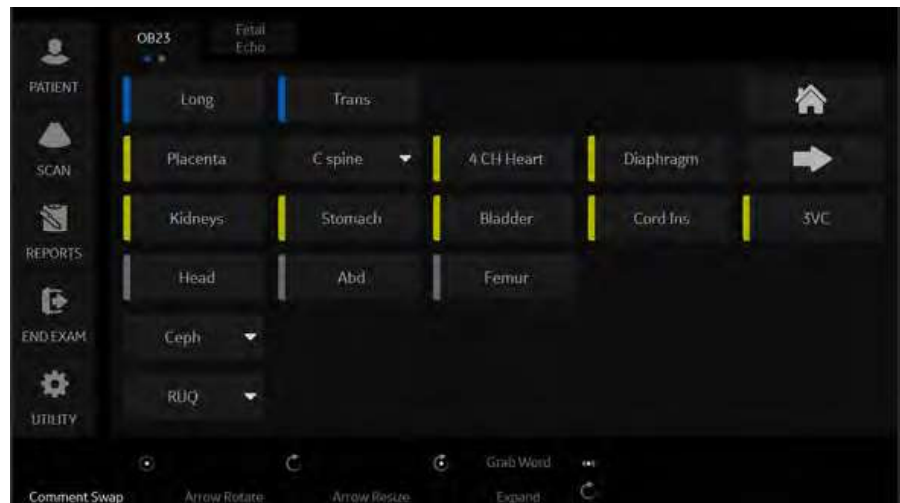 OB23
Fetal
Echo
PATIENT
Long
Trans
SCAN
Placenta
C spine
4 CH Heart
Diaphragm
REPORTS
Kidneys
Stomach
Bladder
Cord Ins
3VC
END EXAM
Head
Abd
Femur
Ceph
UTILITY
RUQ
Grab Word
Comment Swap
Arrow Rotate
Arrow Resize
Expand